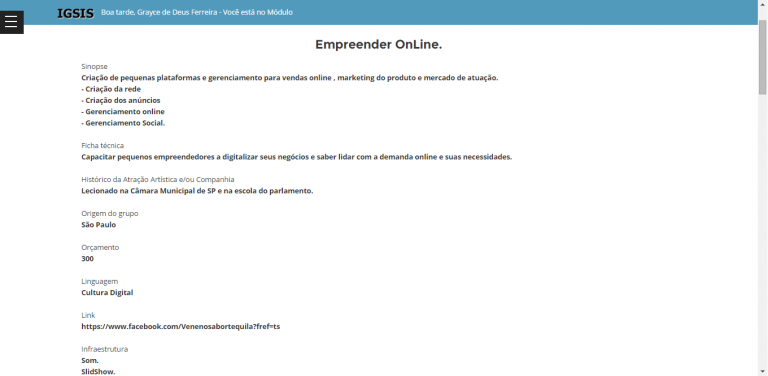 IGSIS Boa tarde, Grayce de Deus Ferreira - Você está no Módulo
Empreender OnLine.
Sinopse
Criação de pequenas plataformas e gerenciamento para vendas online , marketing do produto e mercado de atuação.
- Criação da rede
- Criação dos anúncios
- Gerenciamento online
- Gerenciamento Social.
Ficha técnica
Capacitar pequenos empreendedores a digitalizar seus negócios e saber lidar com a demanda online e suas necessidades.
Histórico da Atração Artística e/ou Companhia
Lecionado na Câmara Municipal de SP e na escola do parlamento.
Origem do grupo
São Paulo
Orçamento
300
Linguagem
Cultura Digital
Link
https://www.facebook.com/Venenosabortequila?fref=ts
Infraestrutura
Som.
SlidShow.